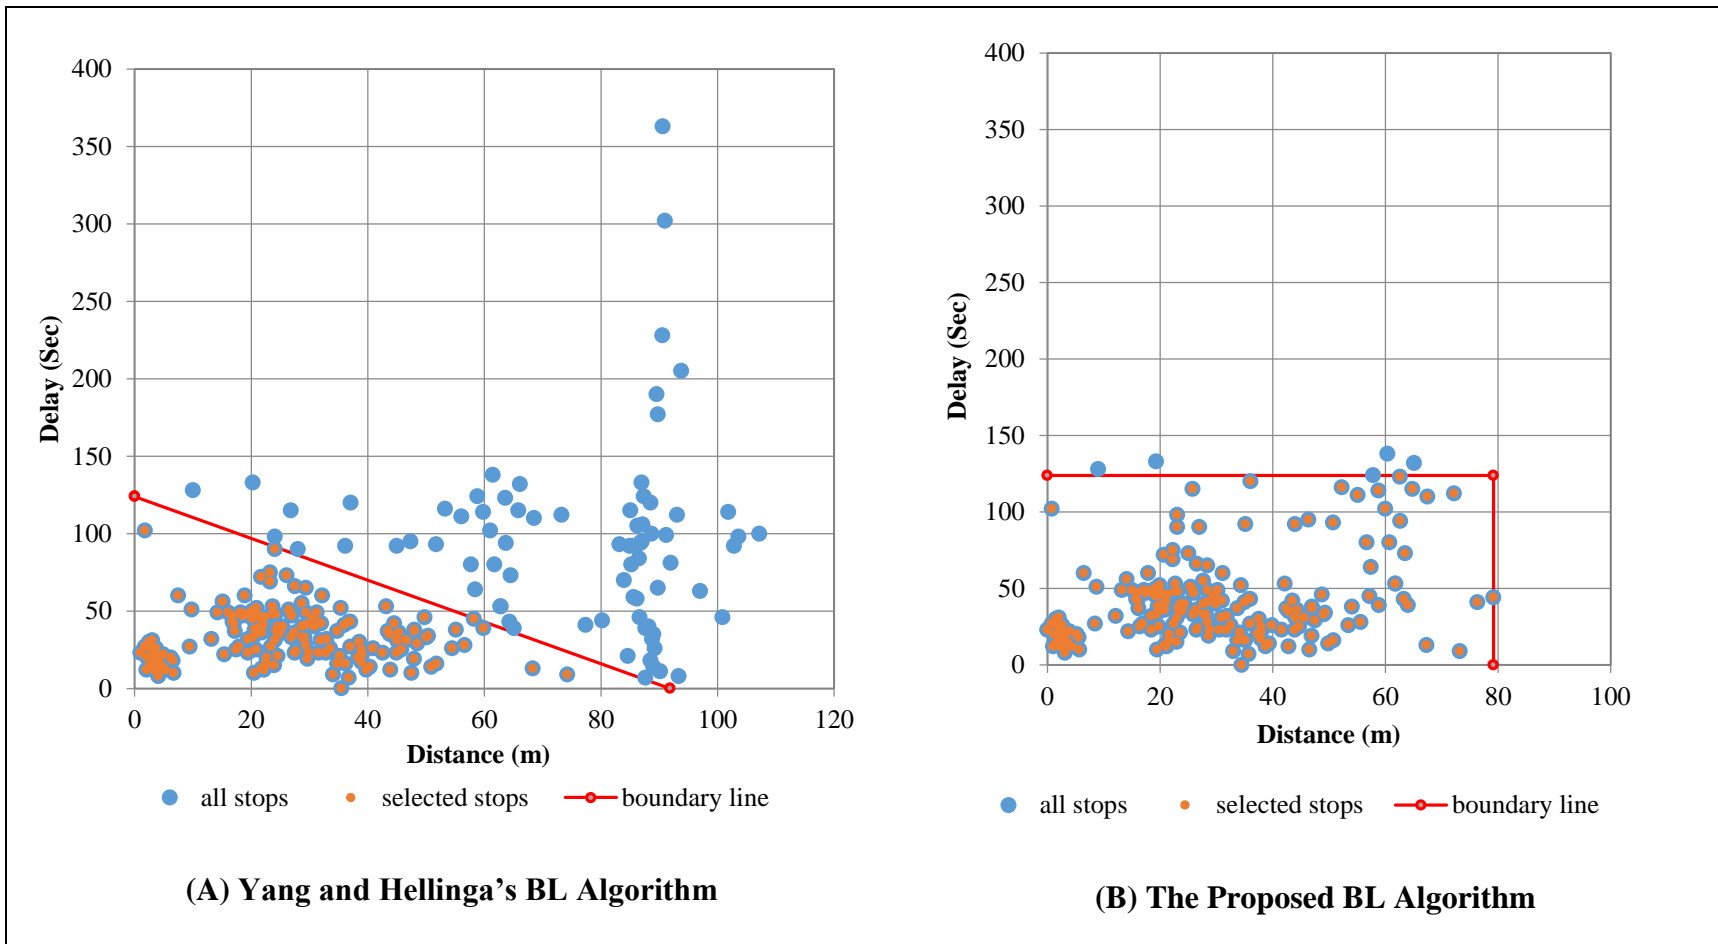 400
350
300
250
200
150
100
50
0
Delay (Sec)
0 20 40 60 80 100 120
Distance (m)
all stops selected stops boundary line
(A) Yang and Hellinga’s BL Algorithm
400
350
300
250
200
150
100
50
0
Delay (Sec)
0 20 40 60 80 100
Distance (m)
all stops selected stops boundary line
(B) The Proposed BL Algorithm